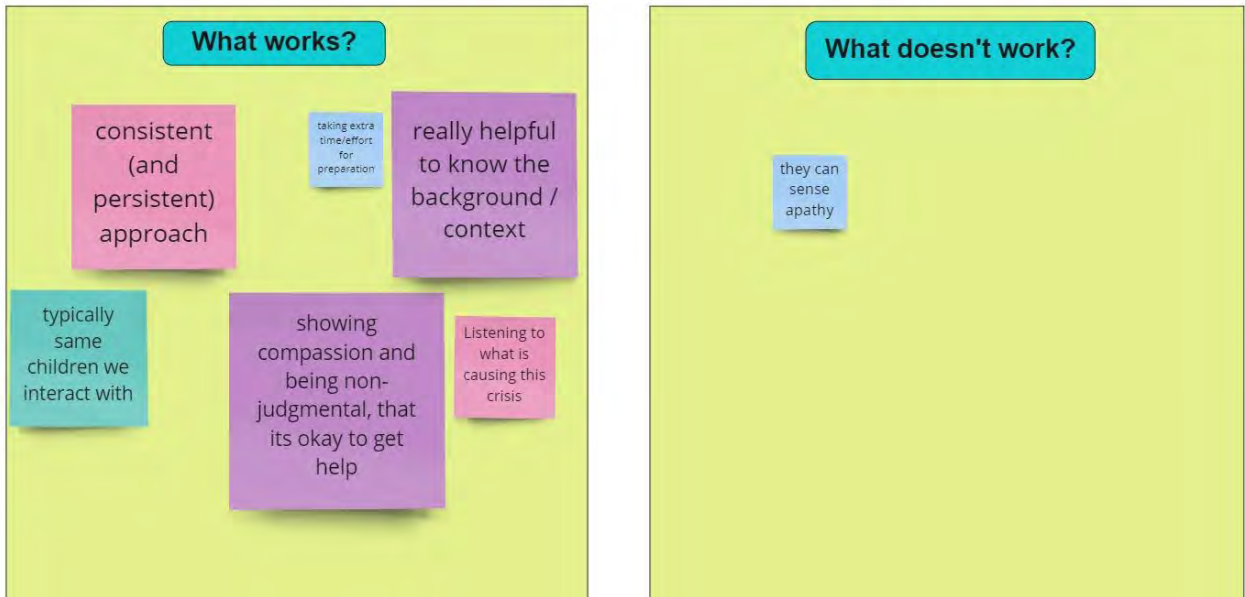 What works?
consistent
(and
persistent)
approach
taking extra
time/effort
for
preparation
really helpful
to know the
background /
context
typically
same
children we
interact with
showing
compassion and
being non-
judgmental, that
its okay to get
help
Listening to
what is
causing this
crisis
What doesn't work?
they can
sense
apathy